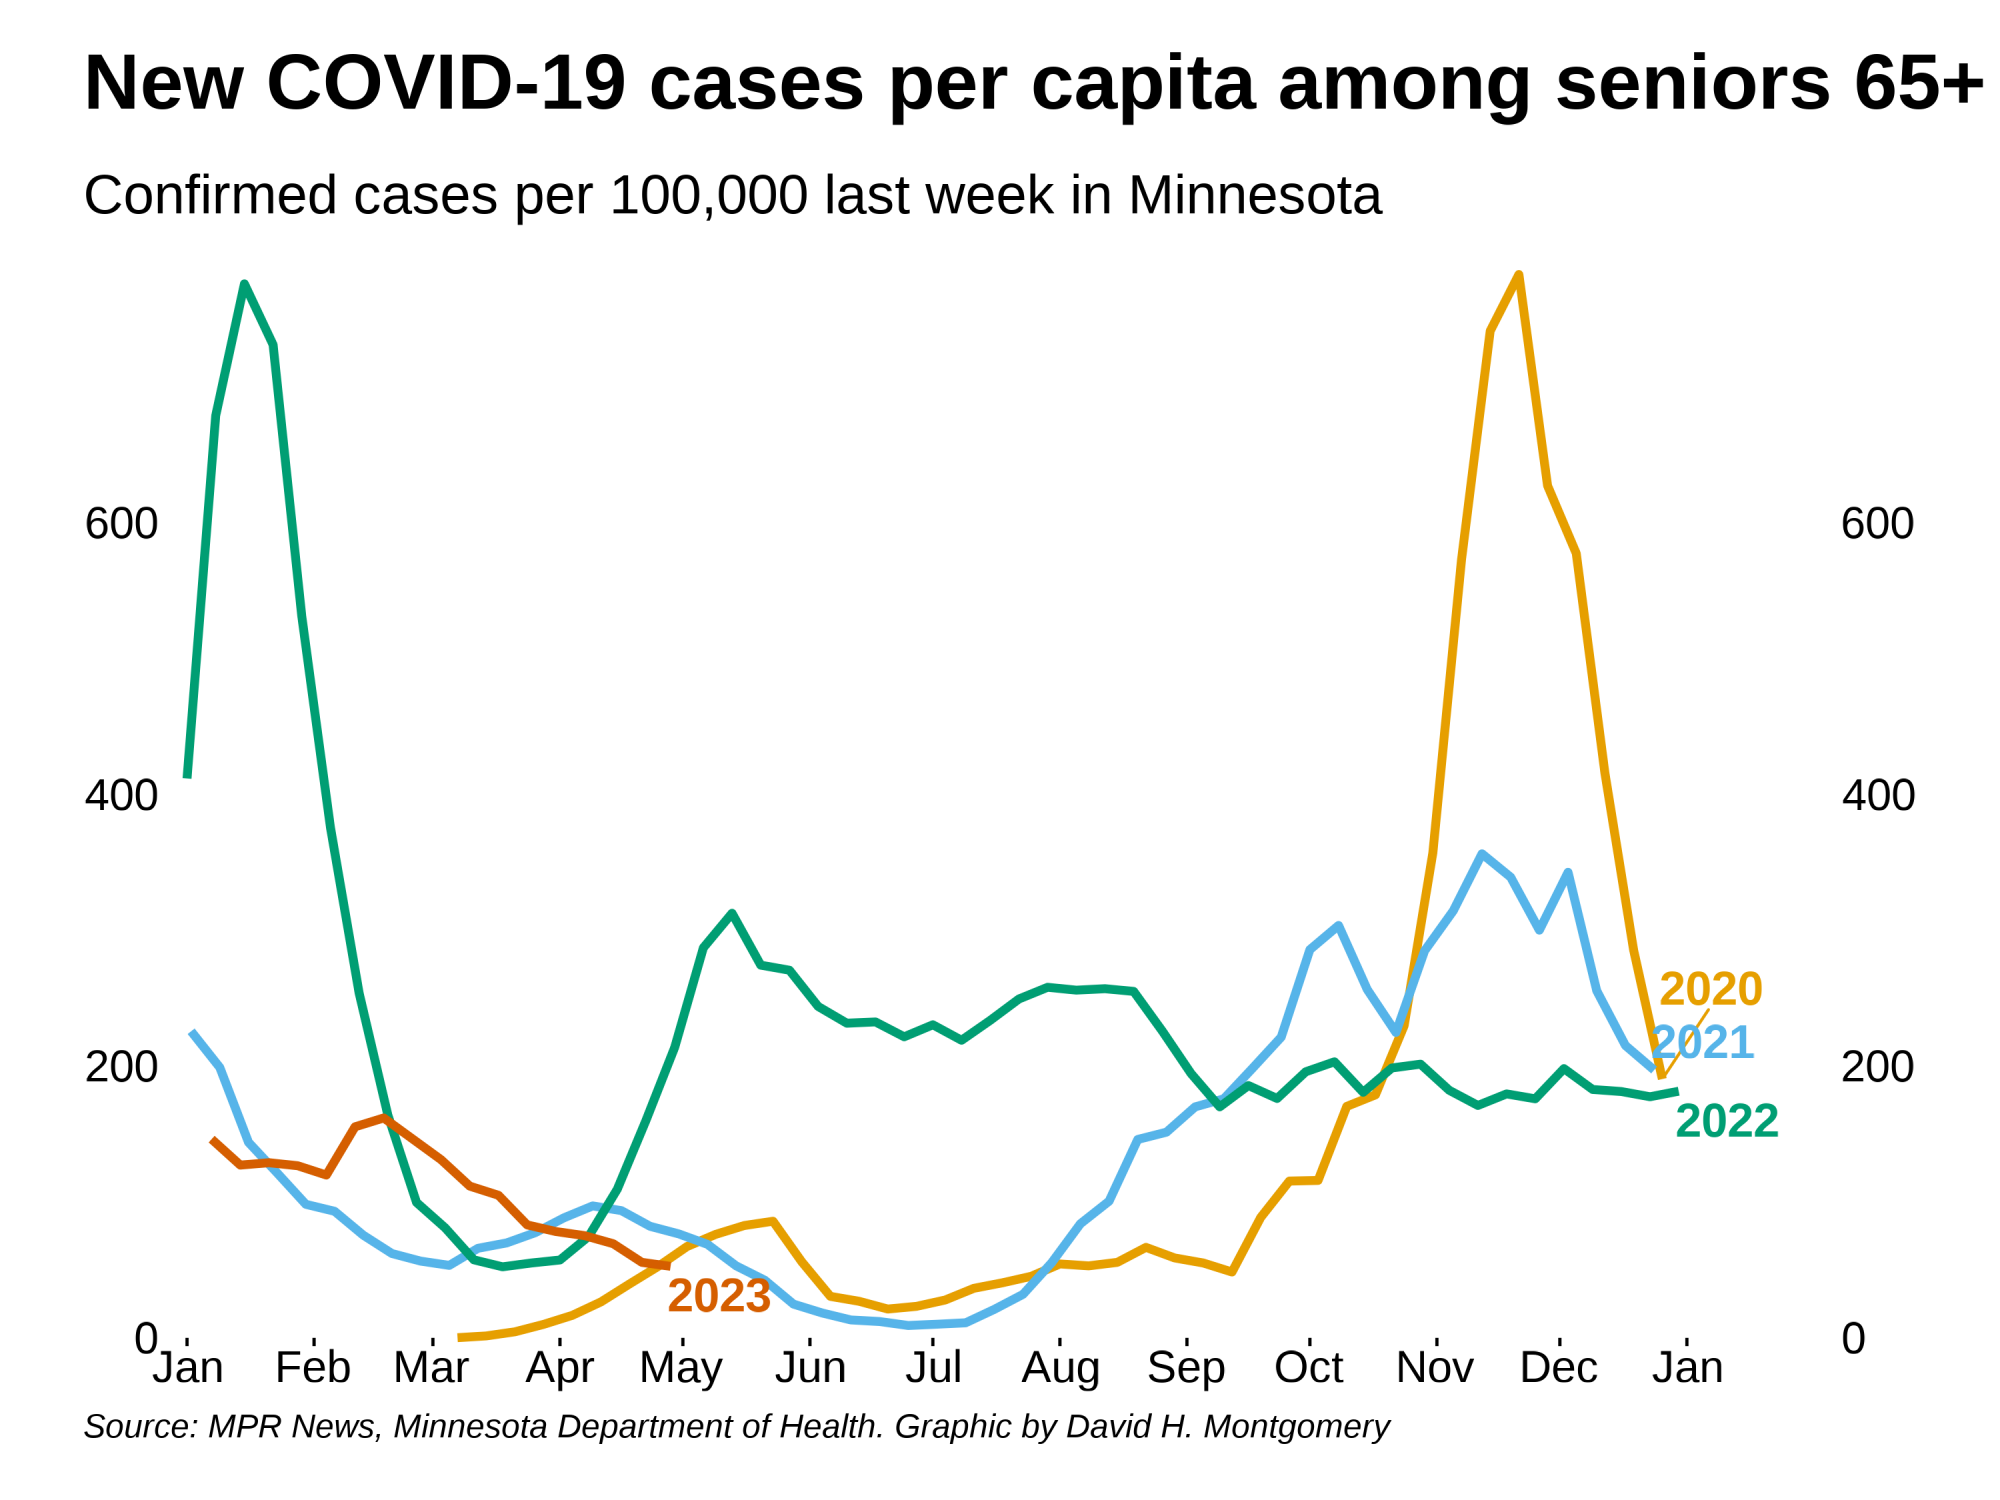 New COVID-19 cases per capita among seniors 65+
Confirmed cases per 100,000 last week in Minnesota
600 600
400 400
2020
2021
200 200
2022
2023
0 0
Jan Feb Mar Apr May Jun Jul Aug Sep Oct Nov Dec Jan
Source: MPR News, Minnesota Department of Health. Graphic by David H. Montgomery